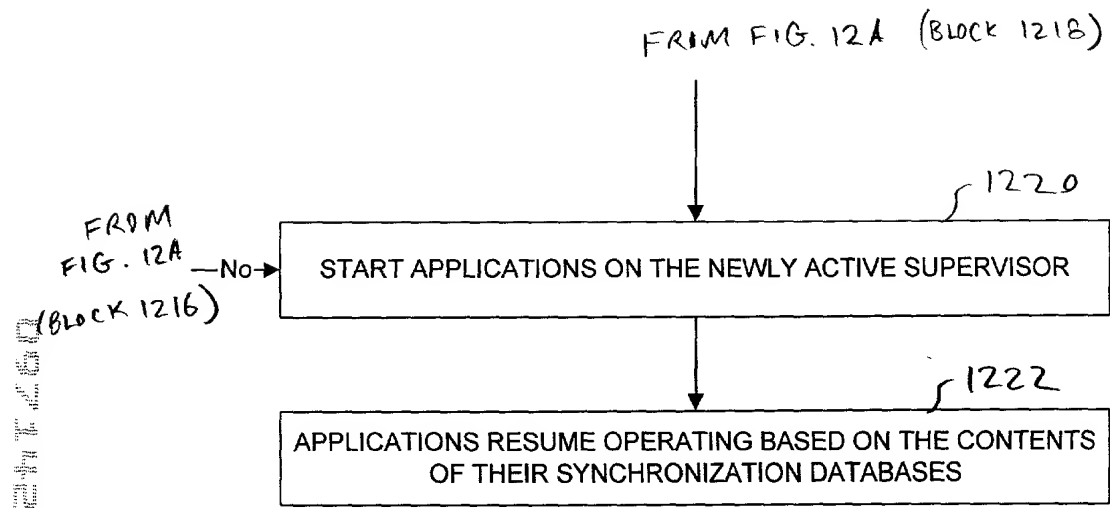 FROM FIG. 12A (BLOCK 1218)
1220
FROM
FIG. 12A
(BLOCK 1216)
No
START APPLICATIONS ON THE NEWLY ACTIVE SUPERVISOR
1222
APPLICATIONS RESUME OPERATING BASED ON THE CONTENTS
OF THEIR SYNCHRONIZATION DATABASES